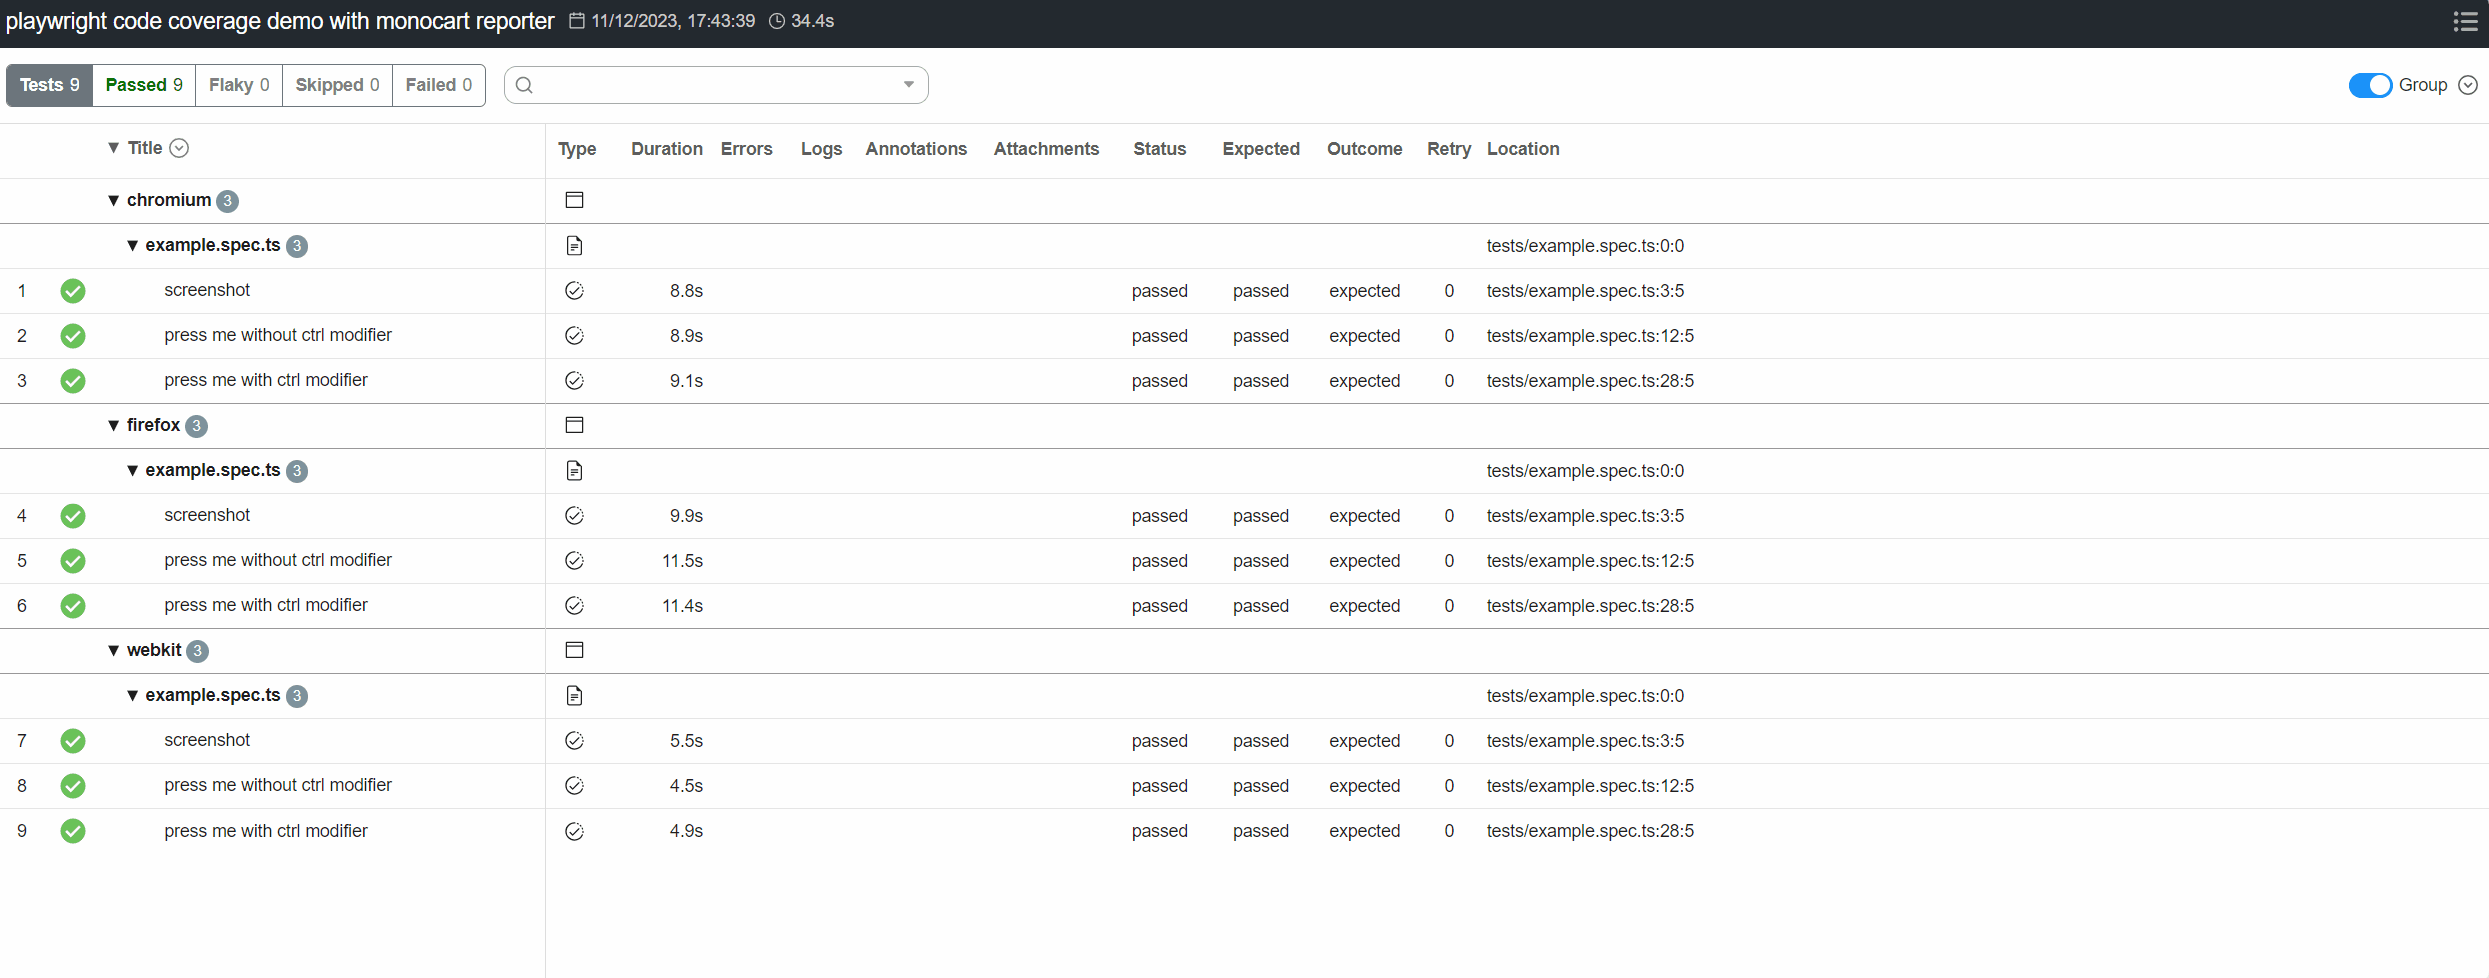 playwright code coverage demo with monocart reporter 11/12/2023, 17:43:39 34.4s
Tests 9 Passed 9 Flaky 0 Skipped 0 Failed 0 Group
▼ Title Type Duration Errors Logs Annotations Attachments Status Expected Outcome Retry Location
▼ chromium 3
▼ example.spec.ts 3 tests/example.spec.ts:0:0
1 screenshot 8.8s passed passed expected 0 tests/example.spec.ts:3:5
2 press me without ctrl modifier 8.9s passed passed expected 0 tests/example.spec.ts:12:5
3 press me with ctrl modifier 9.1s passed passed expected 0 tests/example.spec.ts:28:5
▼ firefox 3
▼ example.spec.ts 3 tests/example.spec.ts:0:0
4 screenshot 9.9s passed passed expected 0 tests/example.spec.ts:3:5
5 press me without ctrl modifier 11.5s passed passed expected 0 tests/example.spec.ts:12:5
6 press me with ctrl modifier 11.4s passed passed expected 0 tests/example.spec.ts:28:5
▼ webkit 3
▼ example.spec.ts 3 tests/example.spec.ts:0:0
7 screenshot 5.5s passed passed expected 0 tests/example.spec.ts:3:5
8 press me without ctrl modifier 4.5s passed passed expected 0 tests/example.spec.ts:12:5
9 press me with ctrl modifier 4.9s passed passed expected 0 tests/example.spec.ts:28:5